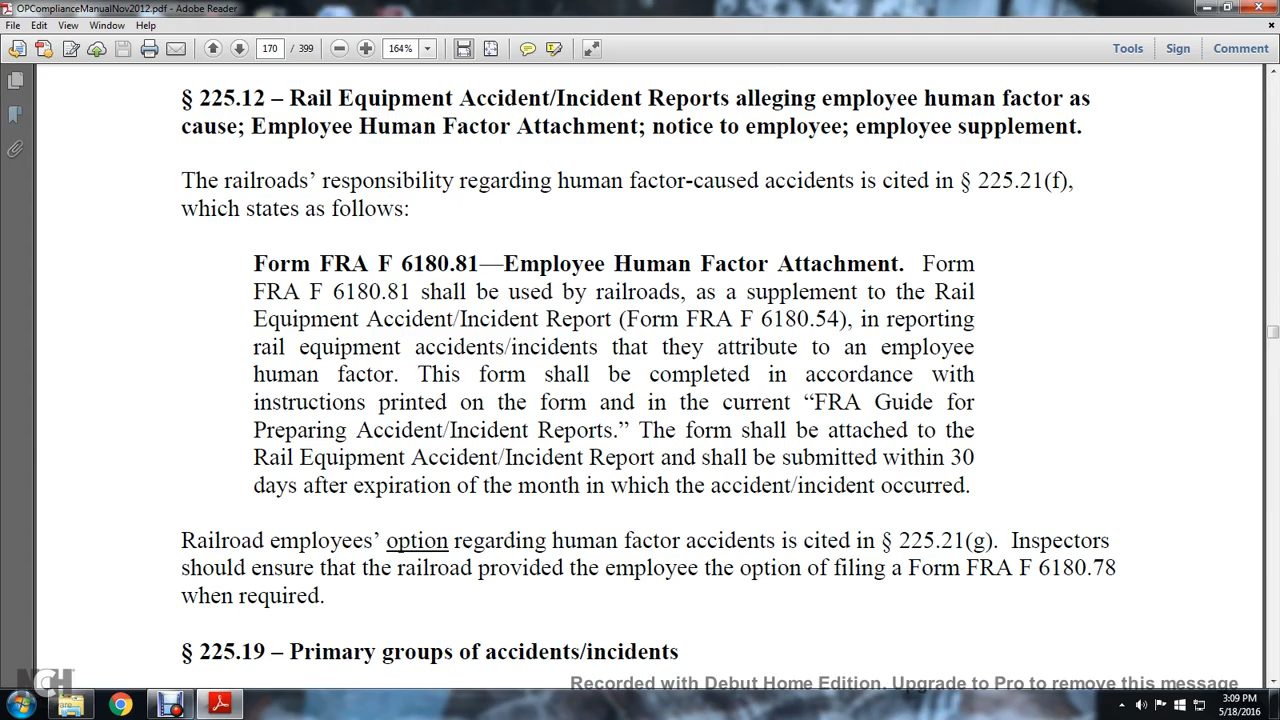 OPComplianceManualNov2012.pdf - Adobe Reader
File Edit View Window Help
170 / 399 164% Tools Sign Comment
§ 225.12 – Rail Equipment Accident/Incident Reports alleging employee human factor as
cause; Employee Human Factor Attachment; notice to employee; employee supplement.
The railroads’ responsibility regarding human factor-caused accidents is cited in § 225.21(f),
which states as follows:
Form FRA F 6180.81—Employee Human Factor Attachment. Form
FRA F 6180.81 shall be used by railroads, as a supplement to the Rail
Equipment Accident/Incident Report (Form FRA F 6180.54), in reporting
rail equipment accidents/incidents that they attribute to an employee
human factor. This form shall be completed in accordance with
instructions printed on the form and in the current “FRA Guide for
Preparing Accident/Incident Reports.” The form shall be attached to the
Rail Equipment Accident/Incident Report and shall be submitted within 30
days after expiration of the month in which the accident/incident occurred.
Railroad employees’ option regarding human factor accidents is cited in § 225.21(g). Inspectors
should ensure that the railroad provided the employee the option of filing a Form FRA F 6180.78
when required.
§ 225.19 – Primary groups of accidents/incidents
NCH
Recorded with Debut Home Edition. Upgrade to Pro to remove this message
3:09 PM
5/18/2016